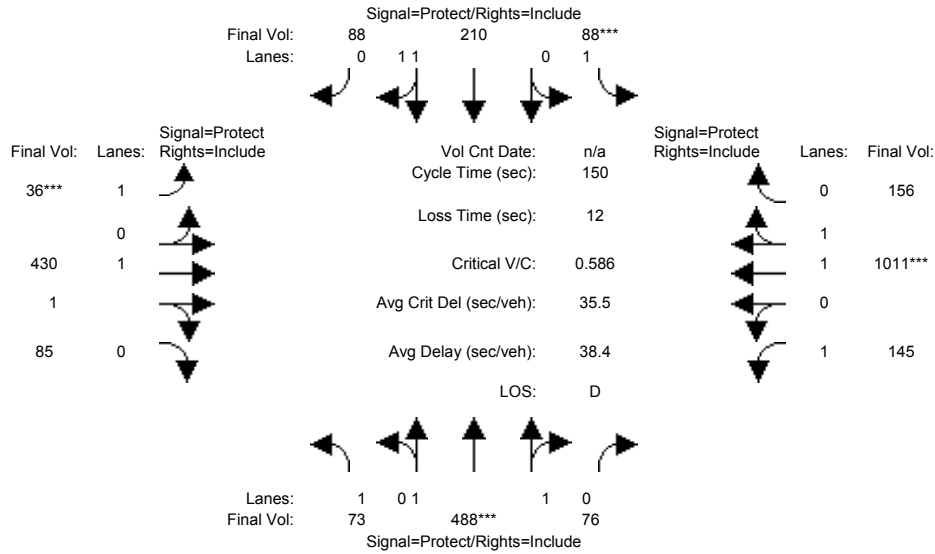 Signal=Protect/Rights=Include
Final Vol: 88 210 88***
Lanes: 0 1 1 0 1
Signal=Protect Signal=Protect
Final Vol: Lanes: Rights=Include Vol Cnt Date: n/a Rights=Include Lanes: Final Vol:
36*** 1 Cycle Time (sec): 150 0 156
0 Loss Time (sec): 12 1
430 1 Critical V/C: 0.586 1 1011***
1 Avg Crit Del (sec/veh): 35.5 0
85 0 Avg Delay (sec/veh): 38.4 1 145
LOS: D
Lanes: 1 0 1 1 0
Final Vol: 73 488*** 76
Signal=Protect/Rights=Include